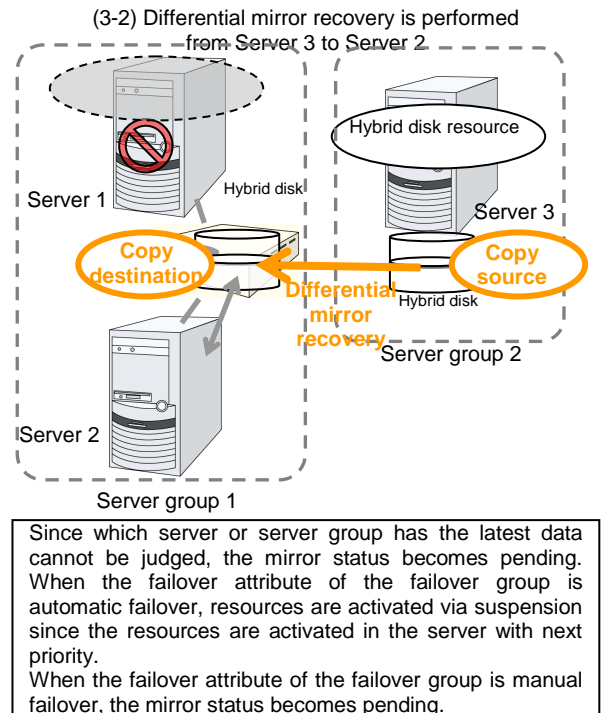 (3-2) Differential mirror recovery is performed
from Server 3 to Server 2
Hybrid disk resource
Server 1
Hybrid disk
Server 3
Copy
destination
Copy
source
Differential
mirror
recovery
Hybrid disk
Server group 2
Server 2
Server group 1
Since which server or server group has the latest data
cannot be judged, the mirror status becomes pending.
When the failover attribute of the failover group is
automatic failover, resources are activated via suspension
since the resources are activated in the server with next
priority.
When the failover attribute of the failover group is manual
failover, the mirror status becomes pending.